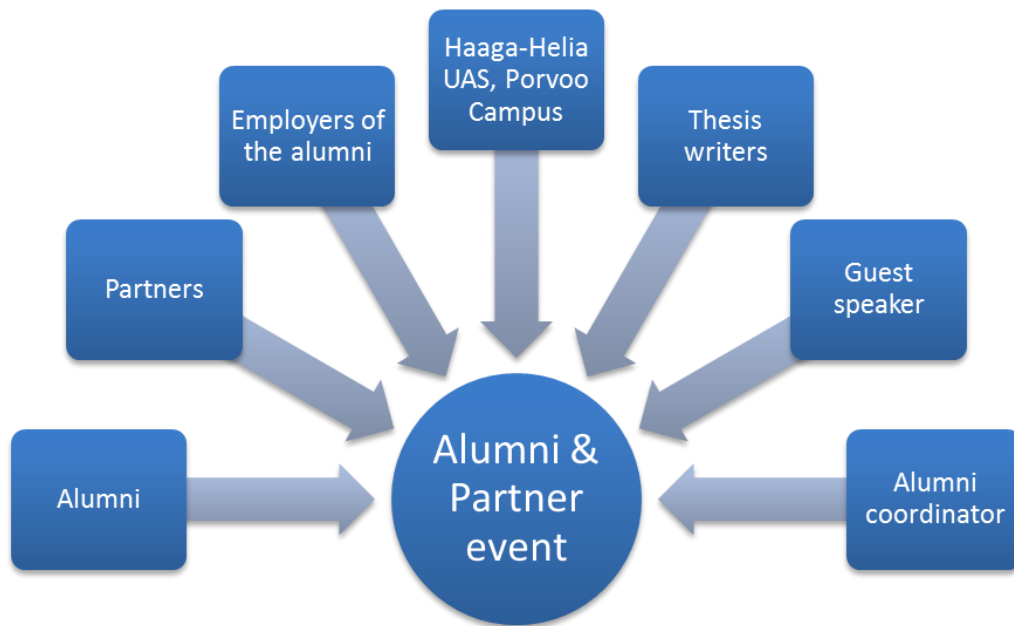 Haaga-Helia
UAS, Porvoo
Campus
Employers of
the alumni
Thesis
writers
Partners
Guest
speaker
Alumni
Alumni &
Partner
event
Alumni
coordinator